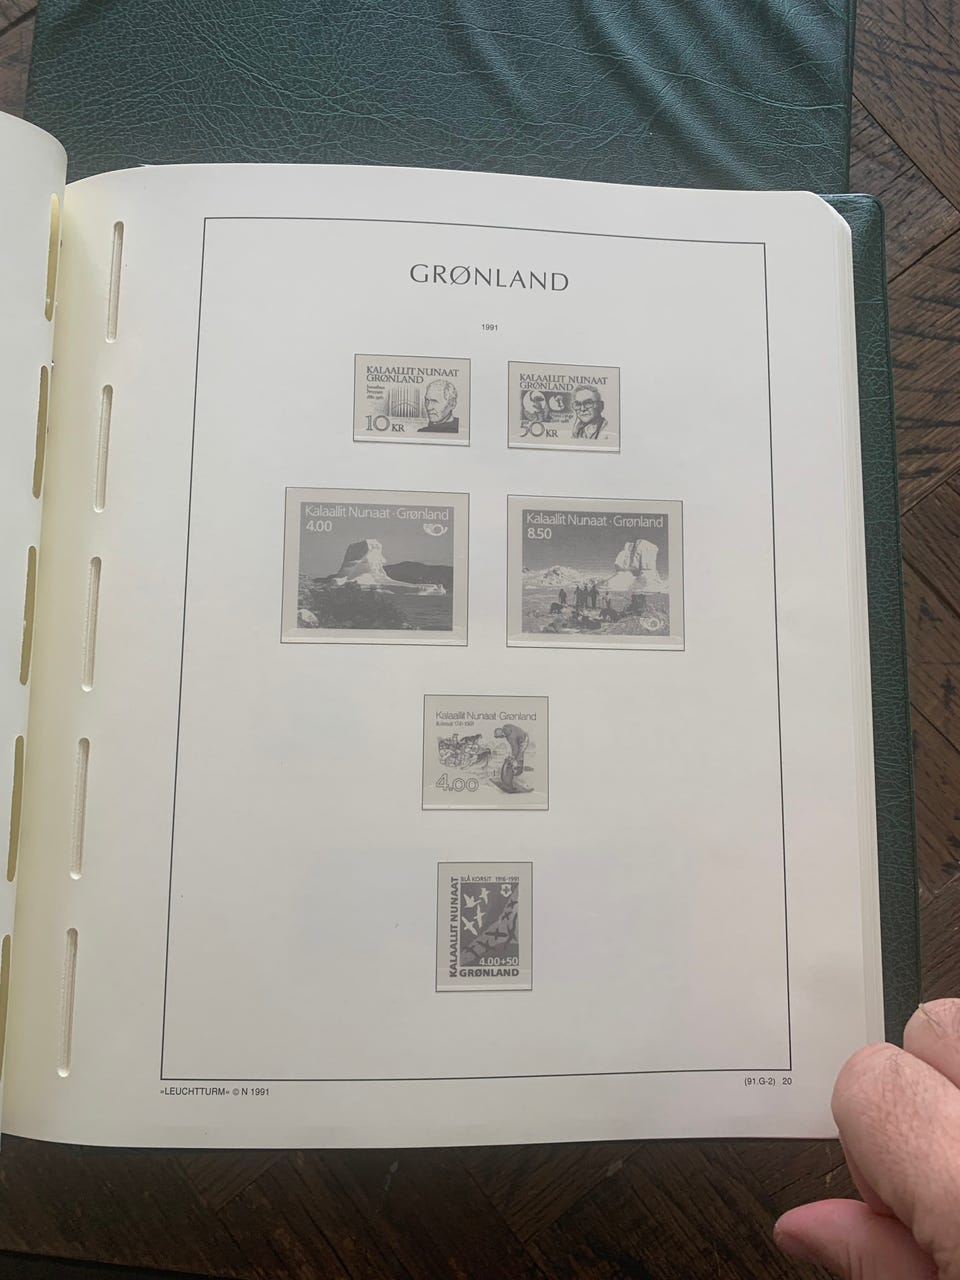 GRØNLAND
1991
KALAALLIT NUNAAT
GRØNLAND
Jonathan
Petersen
10 KR
KALAALLIT NUNAAT
GRØNLAND
50 KR
Kalaallit Nunaat · Grønland
4.00
Kalaallit Nunaat · Grønland
8.50
Kalaallit Nunaat Grønland
4.00
BLÅ KORSIT 1916-1991
KALAALLIT NUNAAT
4.00+50
GRØNLAND
»LEUCHTTURM« © N 1991
(91.G-2) 20